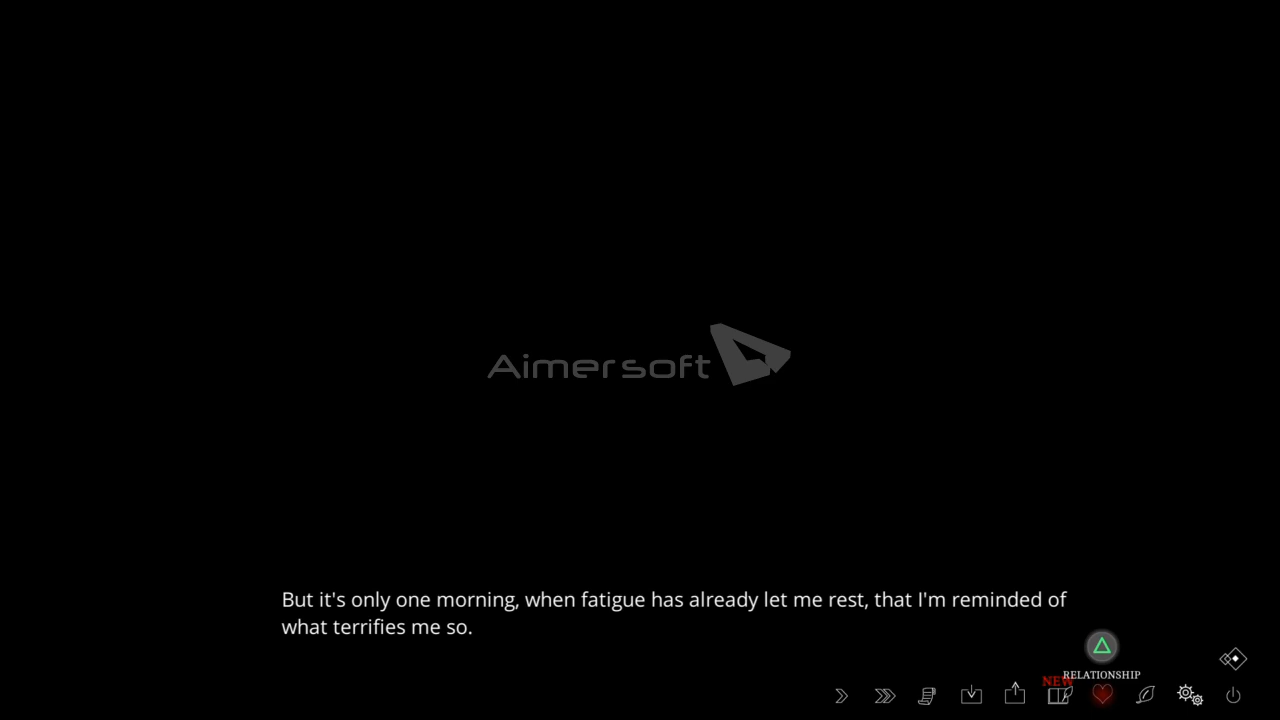 Aimersoft
But it's only one morning, when fatigue has already let me rest, that I'm reminded of
what terrifies me so.
RELATIONSHIP
NEW